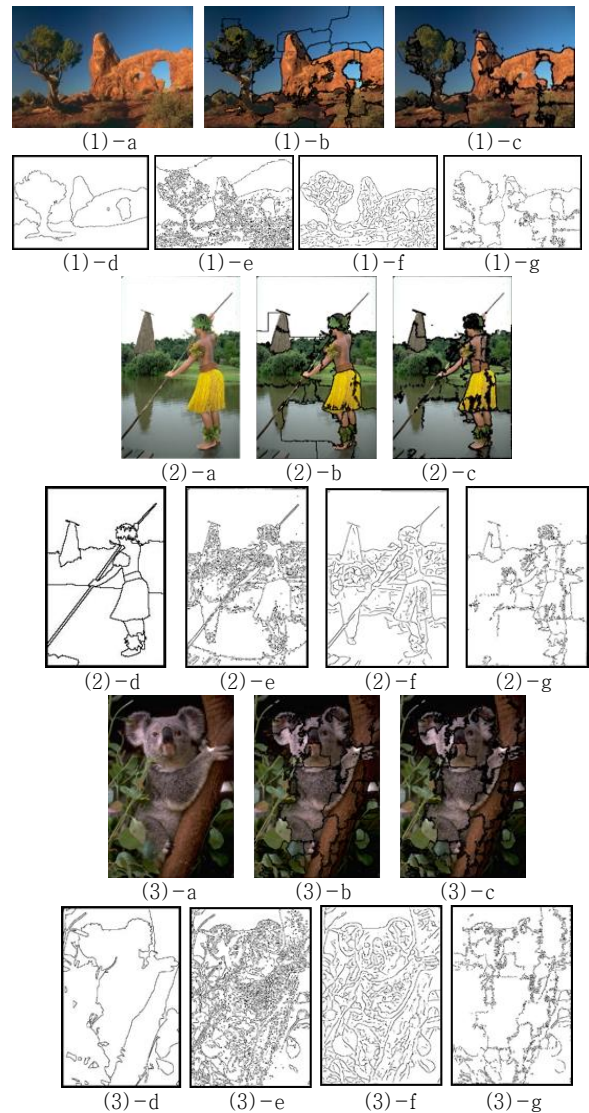 (1)-a (1)-b (1)-c
(1)-d (1)-e (1)-f (1)-g
(2)-a (2)-b (2)-c
(2)-d (2)-e (2)-f (2)-g
(3)-a (3)-b (3)-c
(3)-d (3)-e (3)-f (3)-g